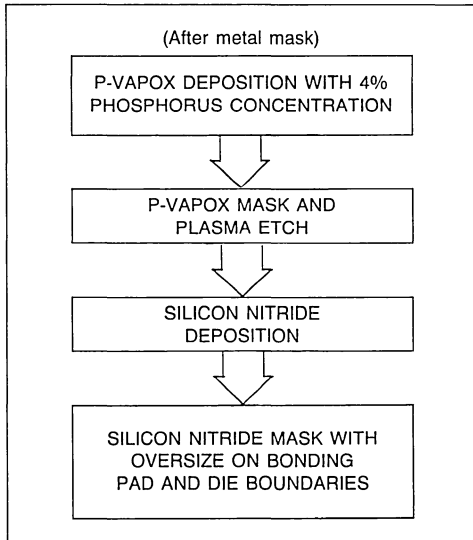 (After metal mask)
P-VAPOX DEPOSITION WITH 4%
PHOSPHORUS CONCENTRATION
P-VAPOX MASK AND
PLASMA ETCH
SILICON NITRIDE
DEPOSITION
SILICON NITRIDE MASK WITH
OVERSIZE ON BONDING
PAD AND DIE BOUNDARIES